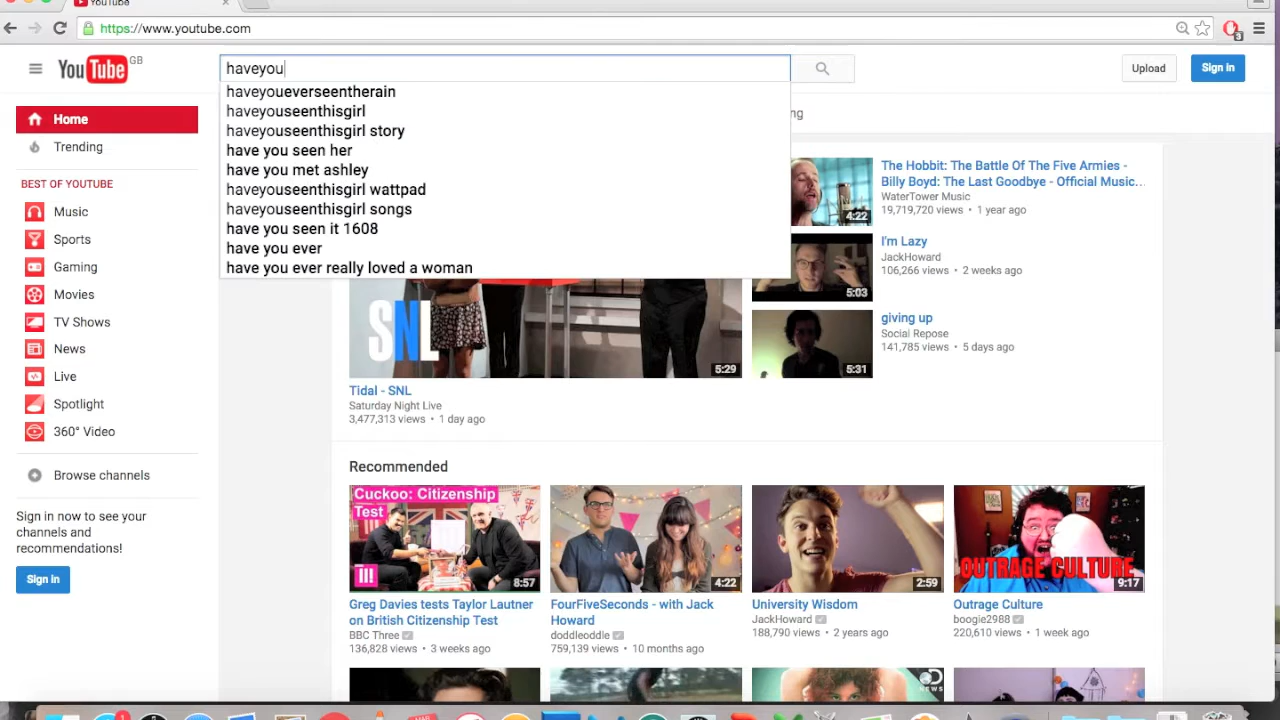 YouTube
https://www.youtube.com
3
YouTube GB
haveyou
Upload
Sign in
haveyoueverseentherain
haveyouseenthisgirl
haveyouseenthisgirl story
have you seen her
have you met ashley
haveyouseenthisgirl wattpad
haveyouseenthisgirl songs
have you seen it 1608
have you ever
have you ever really loved a woman
Home
Trending
BEST OF YOUTUBE
Music
Sports
Gaming
Movies
TV Shows
News
Live
Spotlight
360° Video
Browse channels
Sign in now to see your
channels and
recommendations!
Sign in
SNL
5:29
Tidal - SNL
Saturday Night Live
3,477,313 views • 1 day ago
4:22
The Hobbit: The Battle Of The Five Armies -
Billy Boyd: The Last Goodbye - Official Music...
WaterTower Music
19,719,720 views • 1 year ago
5:03
I'm Lazy
JackHoward
106,266 views • 2 weeks ago
5:31
giving up
Social Repose
141,785 views • 5 days ago
Recommended
Cuckoo: Citizenship
Test
8:57
Greg Davies tests Taylor Lautner
on British Citizenship Test
BBC Three
136,828 views • 3 weeks ago
4:22
FourFiveSeconds - with Jack
Howard
doddleoddle
759,139 views • 10 months ago
2:59
University Wisdom
JackHoward
188,790 views • 2 years ago
OUTRAGE CULTURE
9:17
Outrage Culture
boogie2988
220,610 views • 1 week ago
NEWS